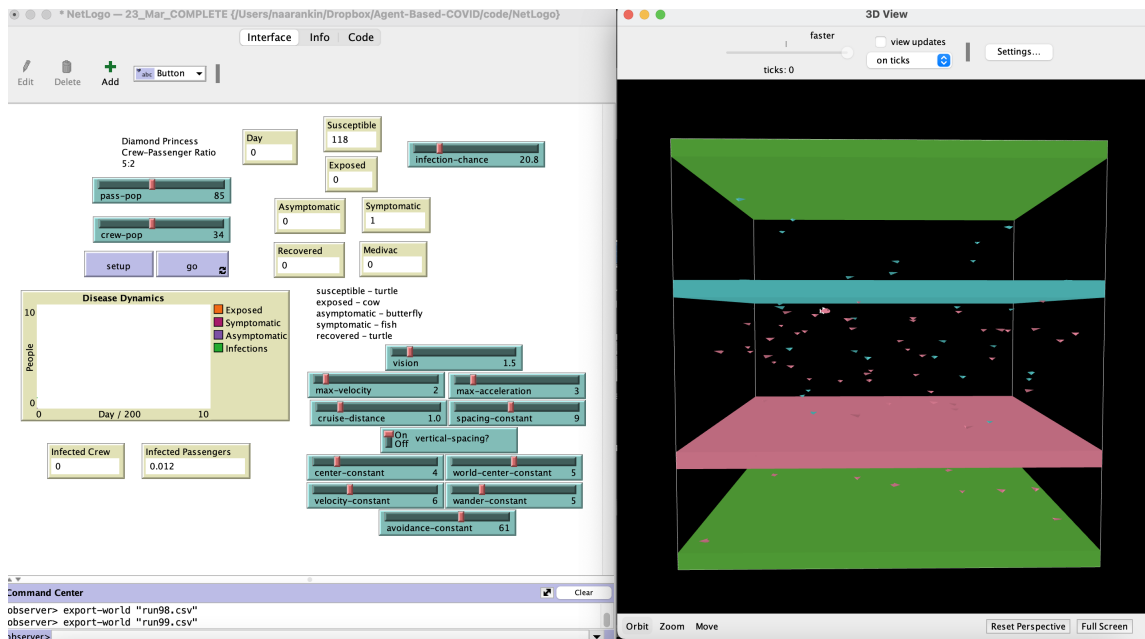 * NetLogo — 23_Mar_COMPLETE {/Users/naarankin/Dropbox/Agent-Based-COVID/code/NetLogo}
Interface Info Code
Edit Delete Add abc Button
Diamond Princess
Crew-Passenger Ratio
5:2
Day
0
Susceptible
118
Exposed
0
infection-chance 20.8
pass-pop 85
crew-pop 34
Asymptomatic
0
Symptomatic
1
Recovered
0
Medivac
0
setup go
susceptible - turtle
exposed - cow
asymptomatic - butterfly
symptomatic - fish
recovered - turtle
Disease Dynamics
10
People
0
0 Day / 200 10
Exposed
Symptomatic
Asymptomatic
Infections
vision 1.5
max-velocity 2
max-acceleration 3
cruise-distance 1.0
spacing-constant 9
On
Off
vertical-spacing?
center-constant 4
world-center-constant 5
velocity-constant 6
wander-constant 5
avoidance-constant 61
Infected Crew
0
Infected Passengers
0.012
Command Center
Clear
observer> export-world "run98.csv"
observer> export-world "run99.csv"
observer>
3D View
faster
ticks: 0
view updates
on ticks
Settings...
Orbit Zoom Move
Reset Perspective Full Screen